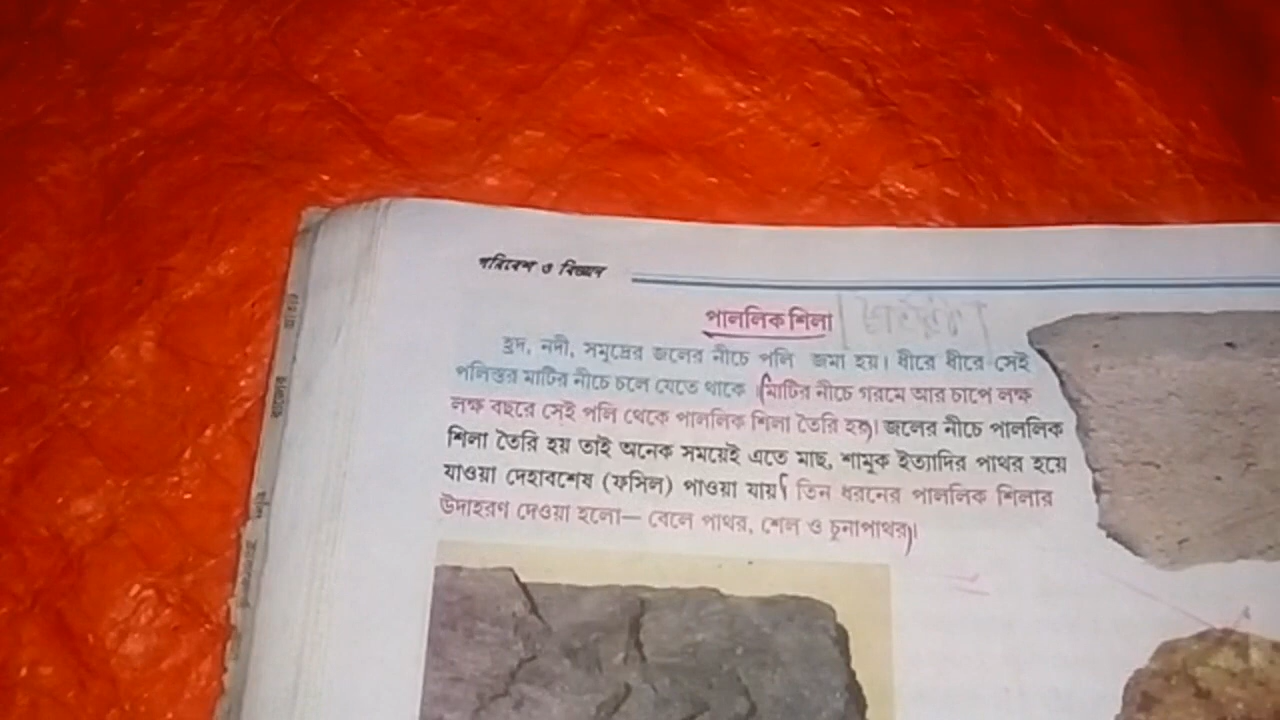 পরিবেশ ও বিজ্ঞান
পাললিক শিলা
হ্রদ, নদী, সমুদ্রের জলের নীচে পলি জমা হয়। ধীরে ধীরে সেই
পলিস্তর মাটির নীচে চলে যেতে থাকে । মাটির নীচে গরমে আর চাপে লক্ষ
লক্ষ বছরে সেই পলি থেকে পাললিক শিলা তৈরি হয়। জলের নীচে পাললিক
শিলা তৈরি হয় তাই অনেক সময়েই এতে মাছ, শামুক ইত্যাদির পাথর হয়ে
যাওয়া দেহাবশেষ (ফসিল) পাওয়া যায়। তিন ধরনের পাললিক শিলার
উদাহরণ দেওয়া হলো— বেলে পাথর, শেল ও চুনাপাথর।